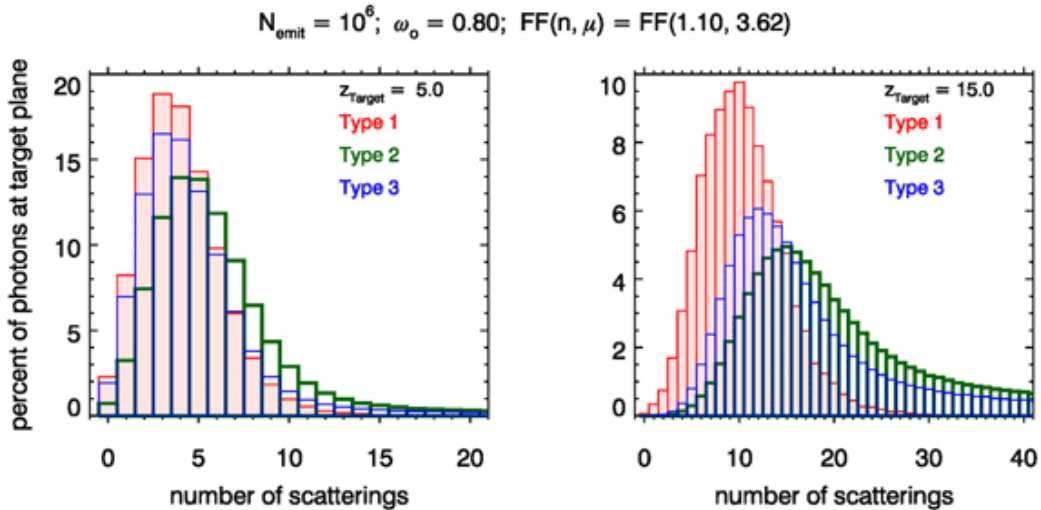 N_emit = 10^6; ω_o = 0.80; FF(n, μ) = FF(1.10, 3.62)
percent of photons at target plane
20
15
10
5
0
z_Target = 5.0
Type 1
Type 2
Type 3
0 5 10 15 20
number of scatterings
10
8
6
4
2
0
z_Target = 15.0
Type 1
Type 2
Type 3
0 10 20 30 40
number of scatterings